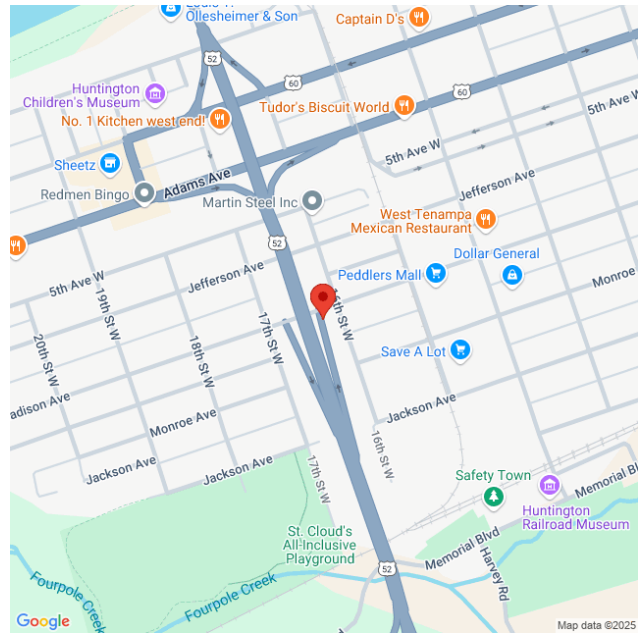 Louis T.
Ollesheimer & Son
Captain D's
52
60
Huntington
Children's Museum
60
No. 1 Kitchen west end!
Tudor's Biscuit World
5th Ave W
Sheetz
5th Ave W
Adams Ave
Redmen Bingo
Jefferson Ave
Martin Steel Inc
West Tenampa
Mexican Restaurant
52
Dollar General
5th Ave W
Jefferson Ave
Peddlers Mall
Monroe
19th St W
16th St W
17th St W
20th St W
18th St W
Save A Lot
adison Ave
Monroe Ave
Jackson Ave
16th St W
Jackson Ave
Jackson Ave
17th St W
Safety Town
Memorial Blvd
Huntington
Railroad Museum
St. Cloud's
All-Inclusive
Playground
Memorial Blvd
Harvey Rd
52
Fourpole Creek
Fourpole Creek
Google
Map data ©2025